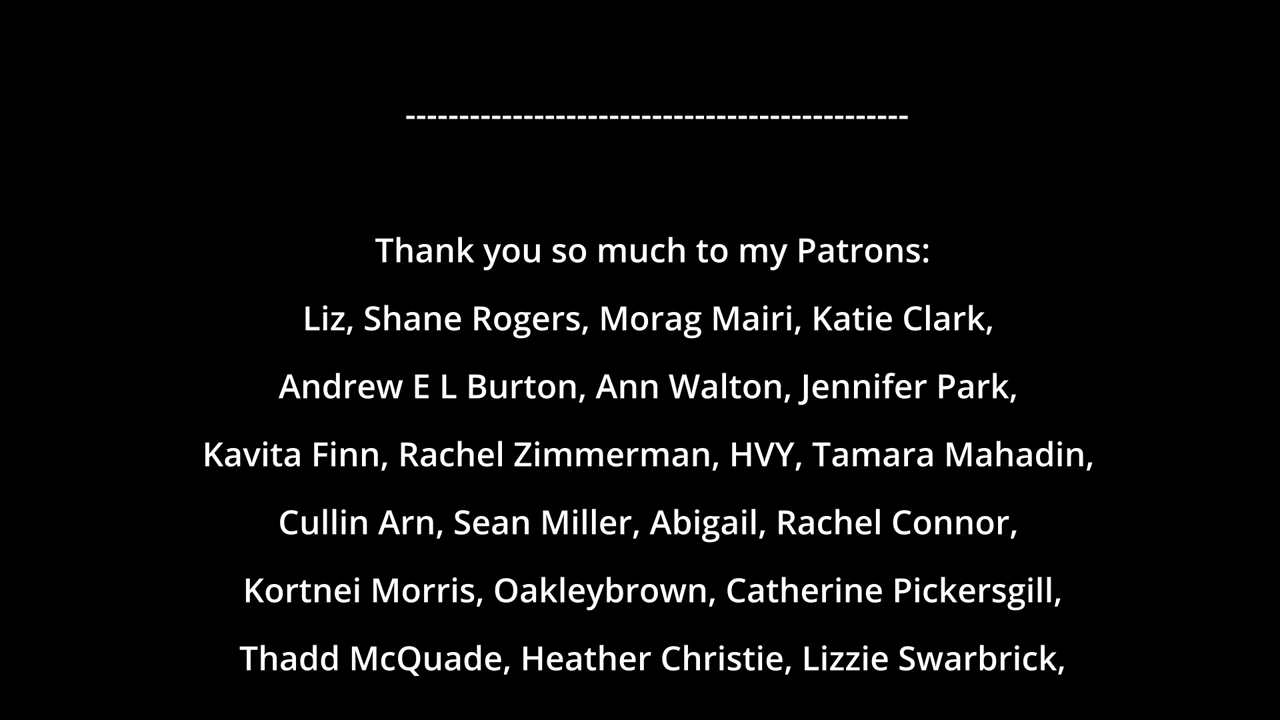 -----------------------------------------------
Thank you so much to my Patrons:
Liz, Shane Rogers, Morag Mairi, Katie Clark,
Andrew E L Burton, Ann Walton, Jennifer Park,
Kavita Finn, Rachel Zimmerman, HVY, Tamara Mahadin,
Cullin Arn, Sean Miller, Abigail, Rachel Connor,
Kortnei Morris, Oakleybrown, Catherine Pickersgill,
Thadd McQuade, Heather Christie, Lizzie Swarbrick,